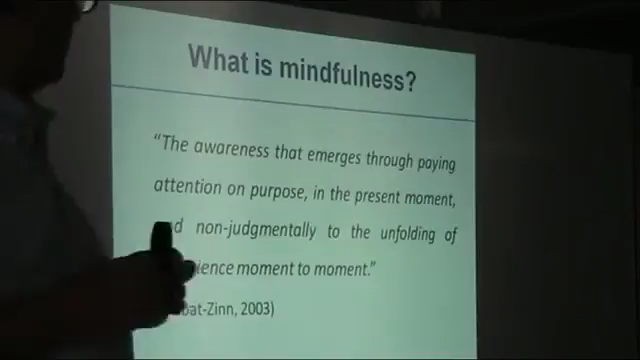 What is mindfulness?
“The awareness that emerges through paying
attention on purpose, in the present moment,
non-judgmentally to the unfolding of
moment to moment.”
2003)